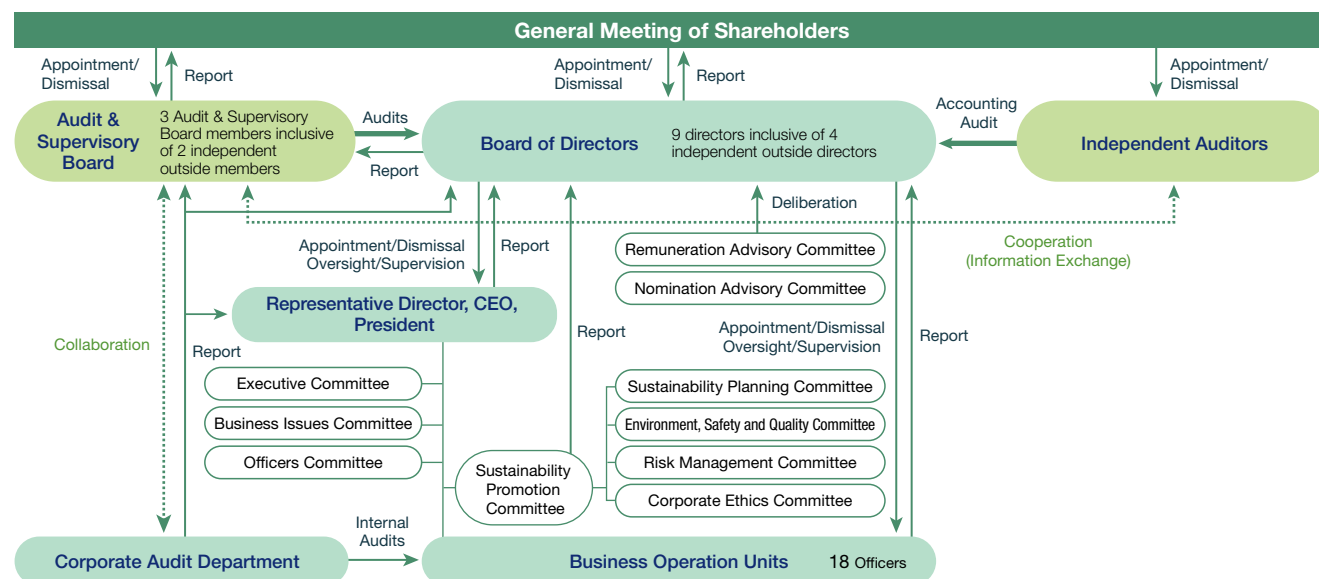 General Meeting of Shareholders
Appointment/
Dismissal
Report
Appointment/
Dismissal
Report
Appointment/
Dismissal
Audit &
Supervisory
Board
3 Audit & Supervisory
Board members inclusive
of 2 independent
outside members
Audits
Report
Board of Directors
9 directors inclusive of 4
independent outside directors
Accounting
Audit
Independent Auditors
Deliberation
Appointment/Dismissal
Oversight/Supervision
Report
Remuneration Advisory Committee
Nomination Advisory Committee
Cooperation
(Information Exchange)
Representative Director, CEO,
President
Collaboration
Report
Report
Appointment/Dismissal
Oversight/Supervision
Report
Executive Committee
Business Issues Committee
Officers Committee
Sustainability
Promotion
Committee
Sustainability Planning Committee
Environment, Safety and Quality Committee
Risk Management Committee
Corporate Ethics Committee
Corporate Audit Department
Internal
Audits
Business Operation Units
18 Officers